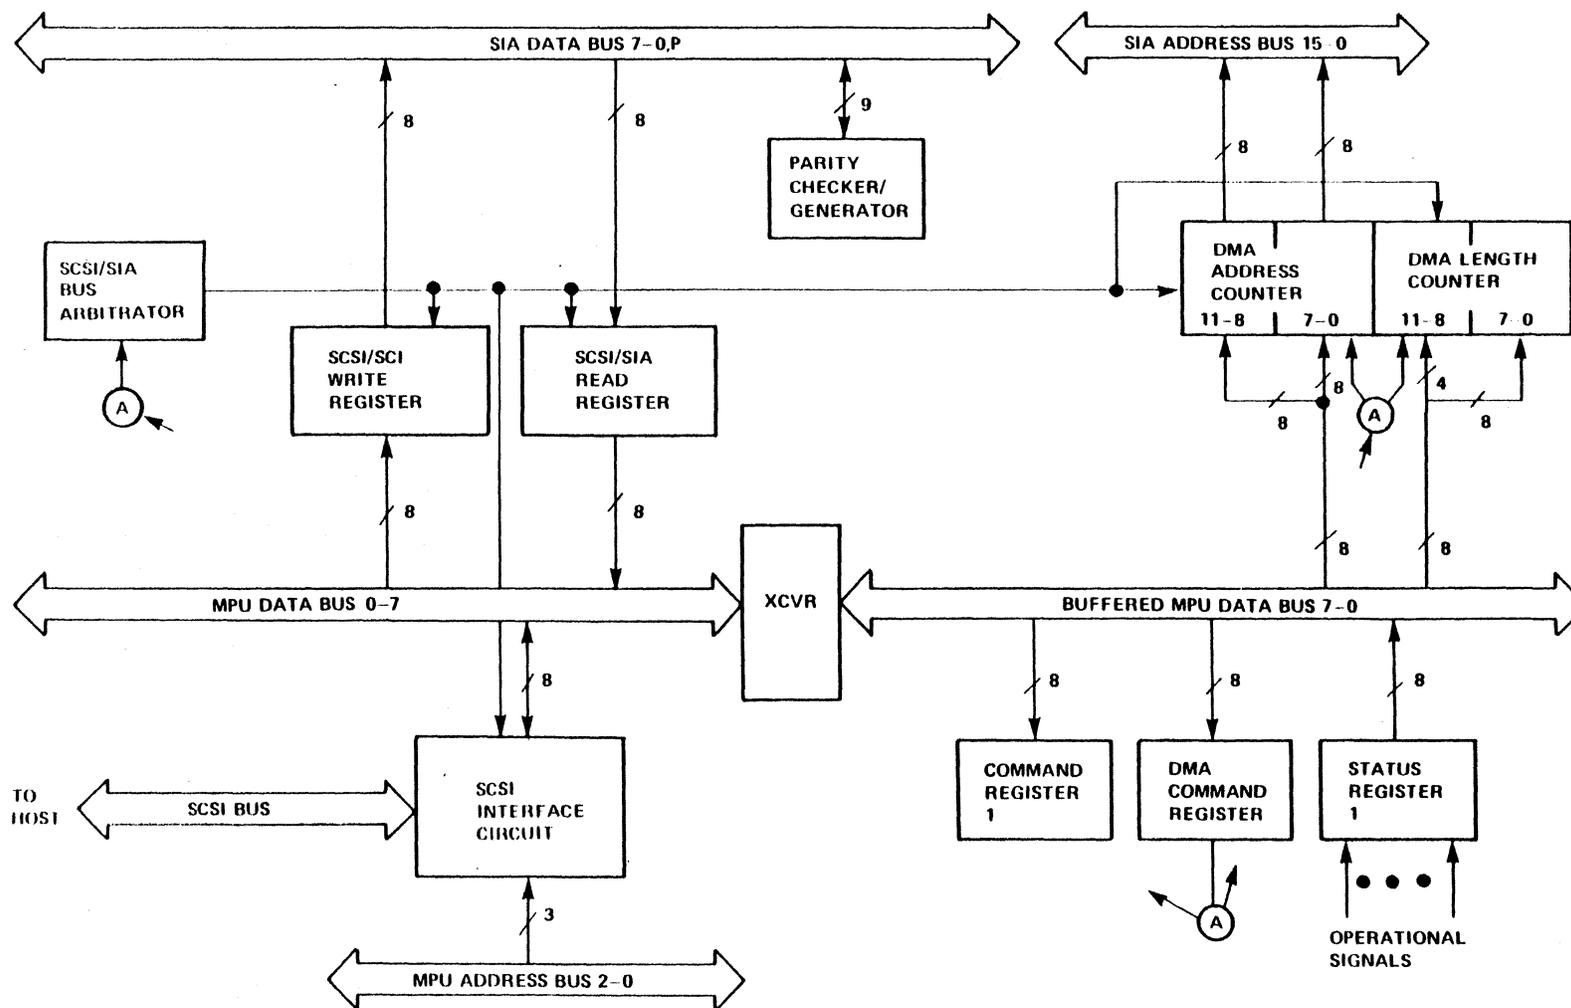 SIA DATA BUS 7-0,P
SIA ADDRESS BUS 15 0
8
8
9
8
8
PARITY
CHECKER/
GENERATOR
SCSI/SIA
BUS
ARBITRATOR
DMA
ADDRESS
COUNTER
11-8
7-0
DMA LENGTH
COUNTER
11-8
7 0
SCSI/SCI
WRITE
REGISTER
SCSI/SIA
READ
REGISTER
A
8
4
8
A
8
8
8
8
8
XCVR
MPU DATA BUS 0-7
BUFFERED MPU DATA BUS 7-0
8
8
8
8
SCSI
INTERFACE
CIRCUIT
COMMAND
REGISTER
1
DMA
COMMAND
REGISTER
STATUS
REGISTER
1
TO
HOST
SCSI BUS
3
A
OPERATIONAL
SIGNALS
MPU ADDRESS BUS 2-0